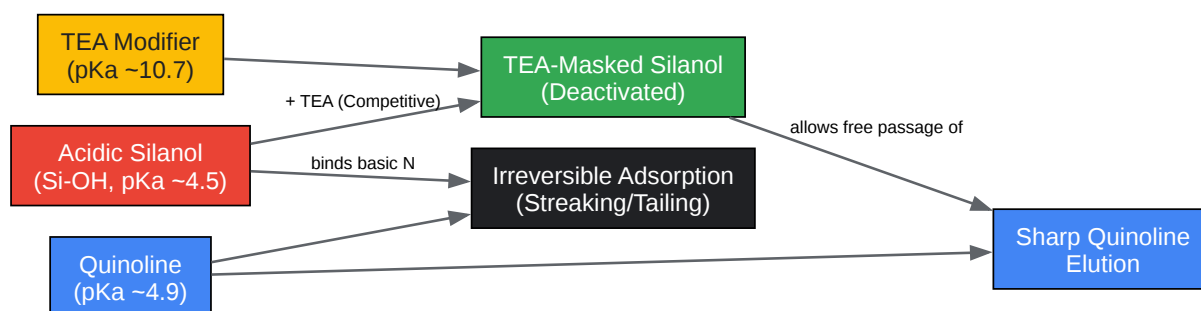 TEA Modifier
(pKa ~10.7)
TEA-Masked Silanol
(Deactivated)
+ TEA (Competitive)
allows free passage of
Acidic Silanol
(Si-OH, pKa ~4.5)
binds basic N
Irreversible Adsorption
(Streaking/Tailing)
Quinoline
(pKa ~4.9)
Sharp Quinoline
Elution